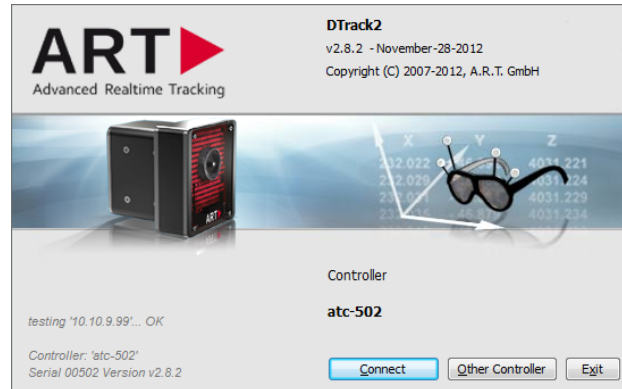 ART
Advanced Realtime Tracking
DTrack2
v2.8.2 - November-28-2012
Copyright (C) 2007-2012, A.R.T. GmbH
X Y Z
4031.221
4031.229
4031.234
ART
Controller
atc-502
testing '10.10.9.99'... OK
Controller: 'atc-502'
Serial 00502 Version v2.8.2
Connect
Other Controller
Exit